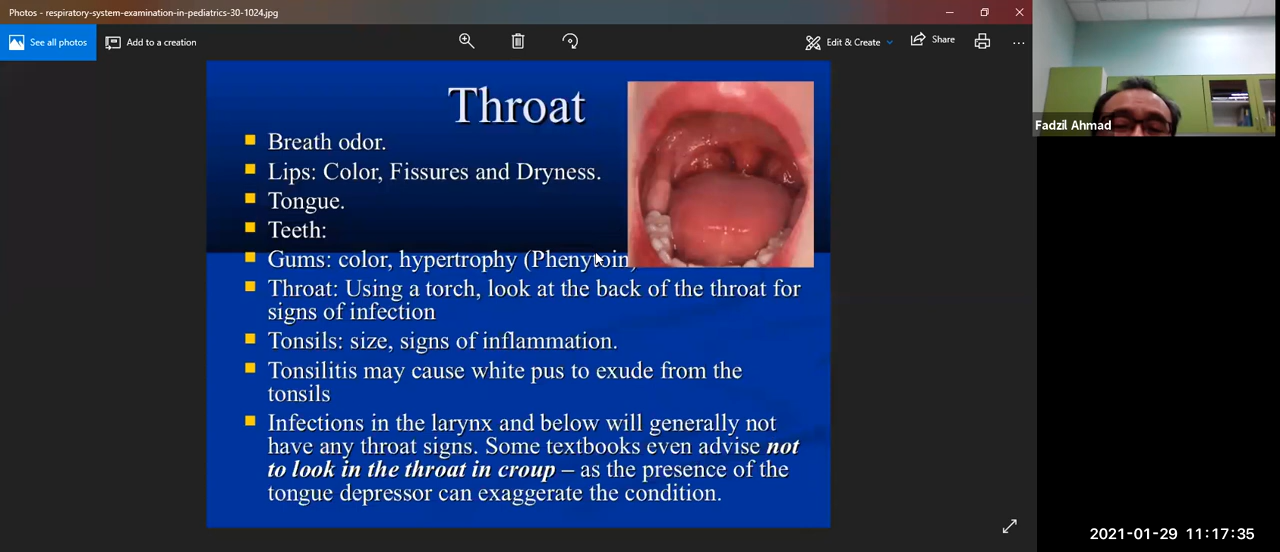 Photos - respiratory-system-examination-in-pediatrics-30-1024.jpg
See all photos
Add to a creation
Edit & Create
Share
Fadzil Ahmad
Throat
Breath odor.
Lips: Color, Fissures and Dryness.
Tongue.
Teeth:
Gums: color, hypertrophy (Phenytoin)
Throat: Using a torch, look at the back of the throat for
signs of infection
Tonsils: size, signs of inflammation.
Tonsilitis may cause white pus to exude from the
tonsils
Infections in the larynx and below will generally not
have any throat signs. Some textbooks even advise not
to look in the throat in croup – as the presence of the
tongue depressor can exaggerate the condition.
2021-01-29 11:17:35